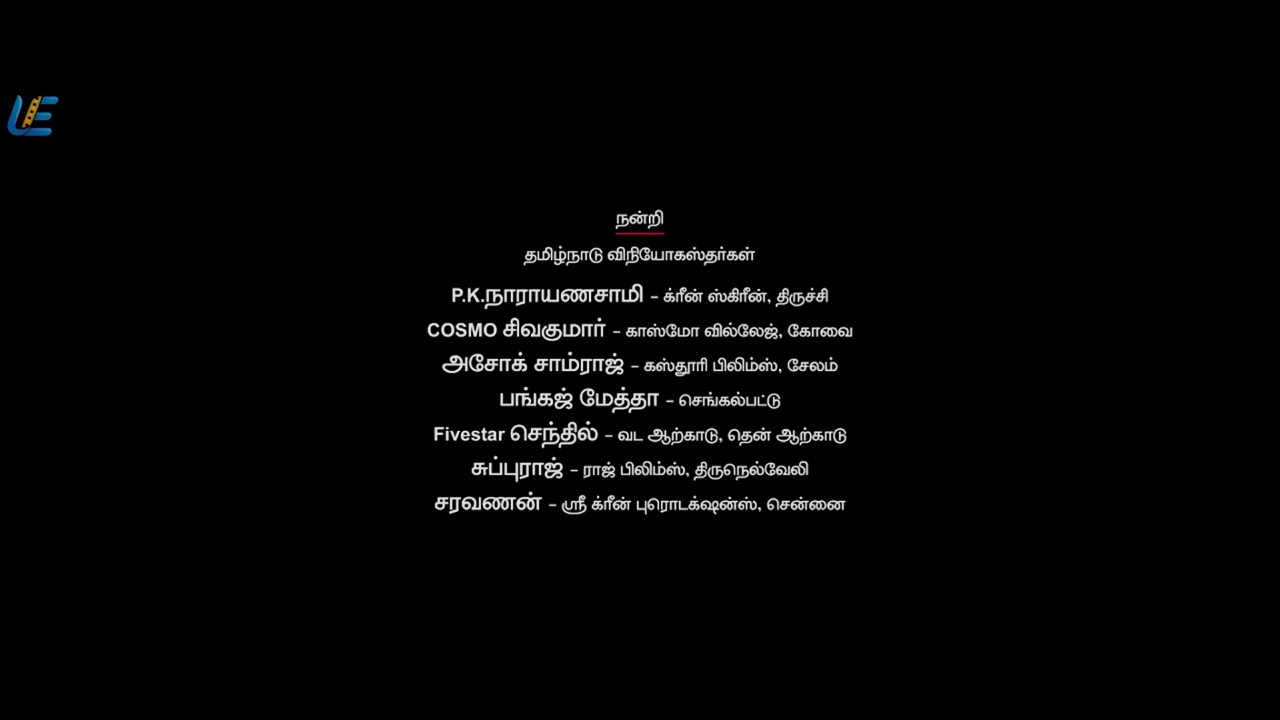 UE
நன்றி
தமிழ்நாடு விநியோகஸ்தர்கள்
P.K.நாராயணசாமி – க்ரீன் ஸ்கிரீன், திருச்சி
COSMO சிவகுமார் – காஸ்மோ வில்லேஜ், கோவை
அசோக் சாம்ராஜ் – கஸ்தூரி பிலிம்ஸ், சேலம்
பங்கஜ் மேத்தா – செங்கல்பட்டு
Fivestar செந்தில் – வட ஆற்காடு, தென் ஆற்காடு
சுப்புராஜ் – ராஜ் பிலிம்ஸ், திருநெல்வேலி
சரவணன் – ஸ்ரீ க்ரீன் புரொடக்ஷன்ஸ், சென்னை